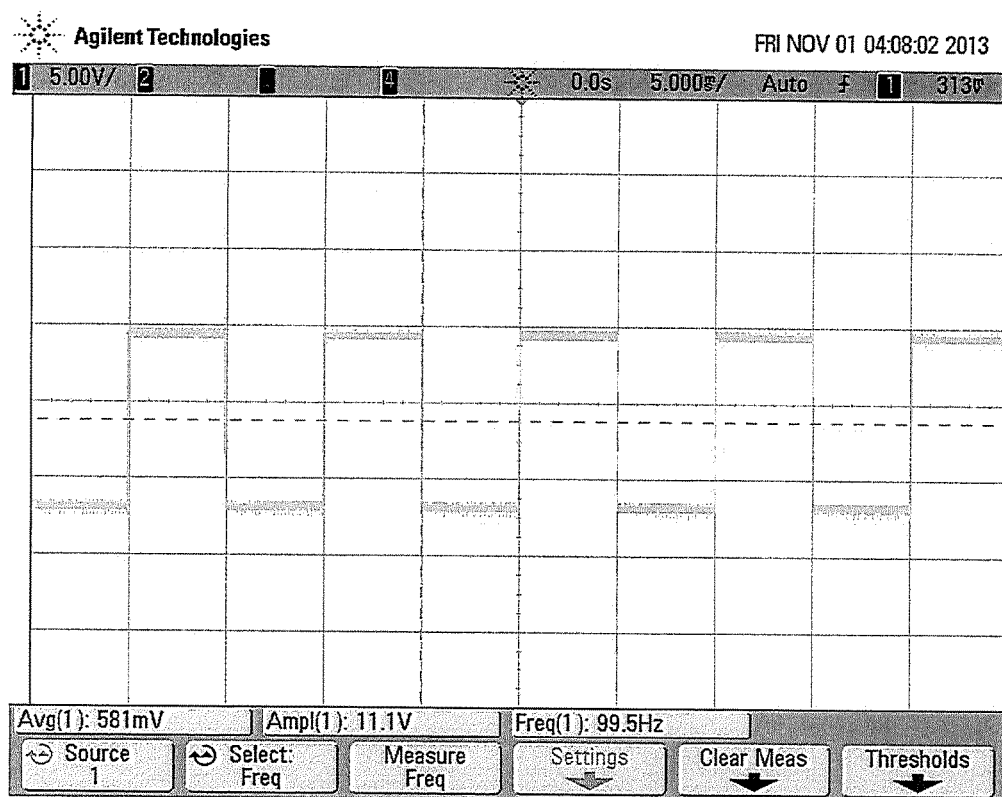 Agilent Technologies
FRI NOV 01 04:08:02 2013
1 5.00V/ 2 4 0.0s 5.000ms/ Auto 1 313m
Avg(1): 581mV Ampl(1): 11.1V Freq(1): 99.5Hz
Source Select: Measure Settings Clear Meas Thresholds
1 Freq Freq